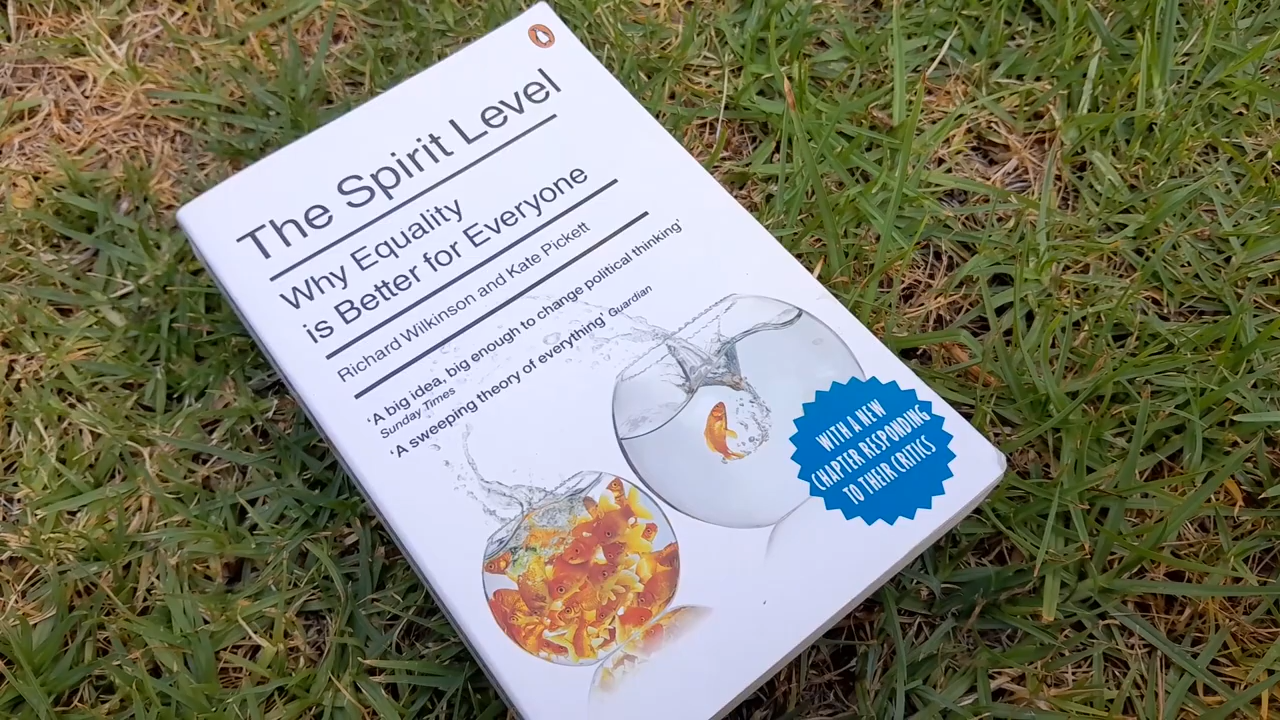 The Spirit Level
Why Equality
is Better for Everyone
Richard Wilkinson and Kate Pickett
'A big idea, big enough to change political thinking'
Sunday Times
'A sweeping theory of everything' Guardian
WITH A NEW
CHAPTER RESPONDING
TO THEIR CRITICS